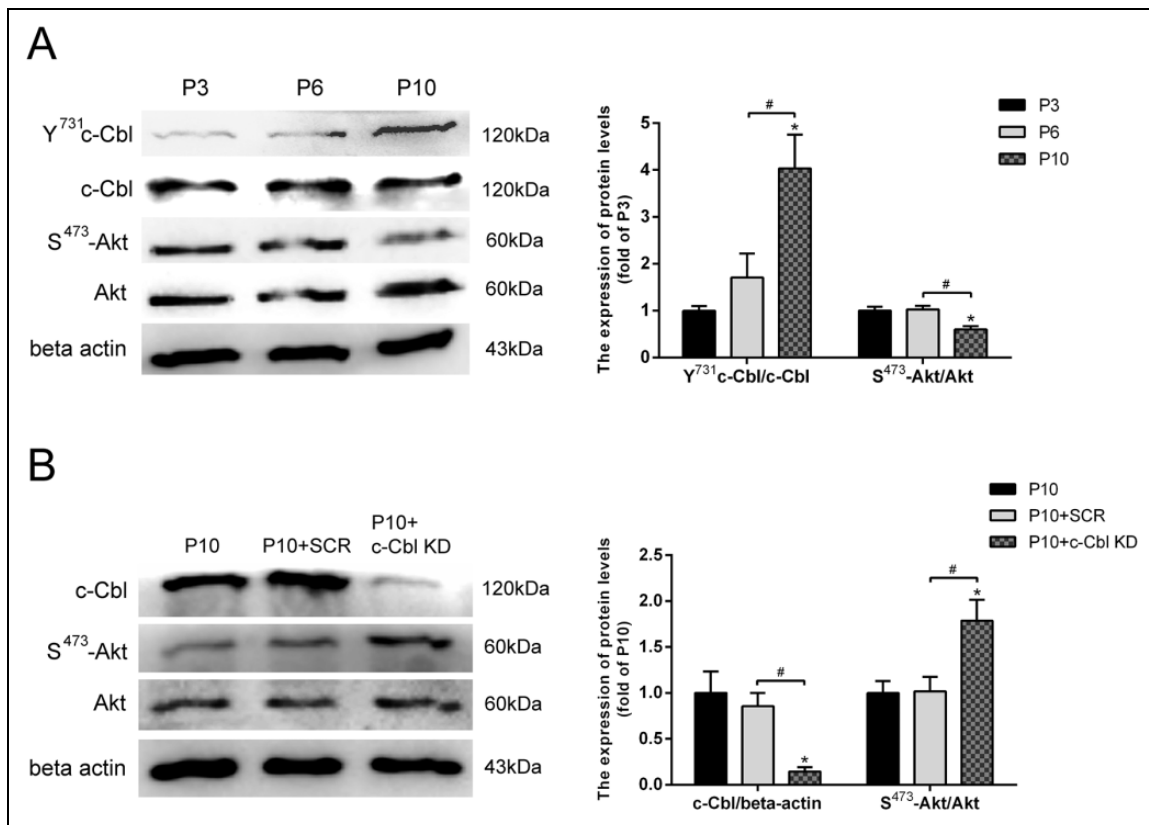 A
P3 P6 P10
Y731c-Cbl 120kDa
c-Cbl 120kDa
S473-Akt 60kDa
Akt 60kDa
beta actin 43kDa
The expression of protein levels
(fold of P3)
5
4
3
2
1
0
#
*
#
*
Y731c-Cbl/c-Cbl S473-Akt/Akt
P3
P6
P10
B
P10 P10+SCR P10+
c-Cbl KD
c-Cbl 120kDa
S473-Akt 60kDa
Akt 60kDa
beta actin 43kDa
The expression of protein levels
(fold of P10)
2.5
2.0
1.5
1.0
0.5
0.0
#
*
#
*
c-Cbl/beta-actin S473-Akt/Akt
P10
P10+SCR
P10+c-Cbl KD